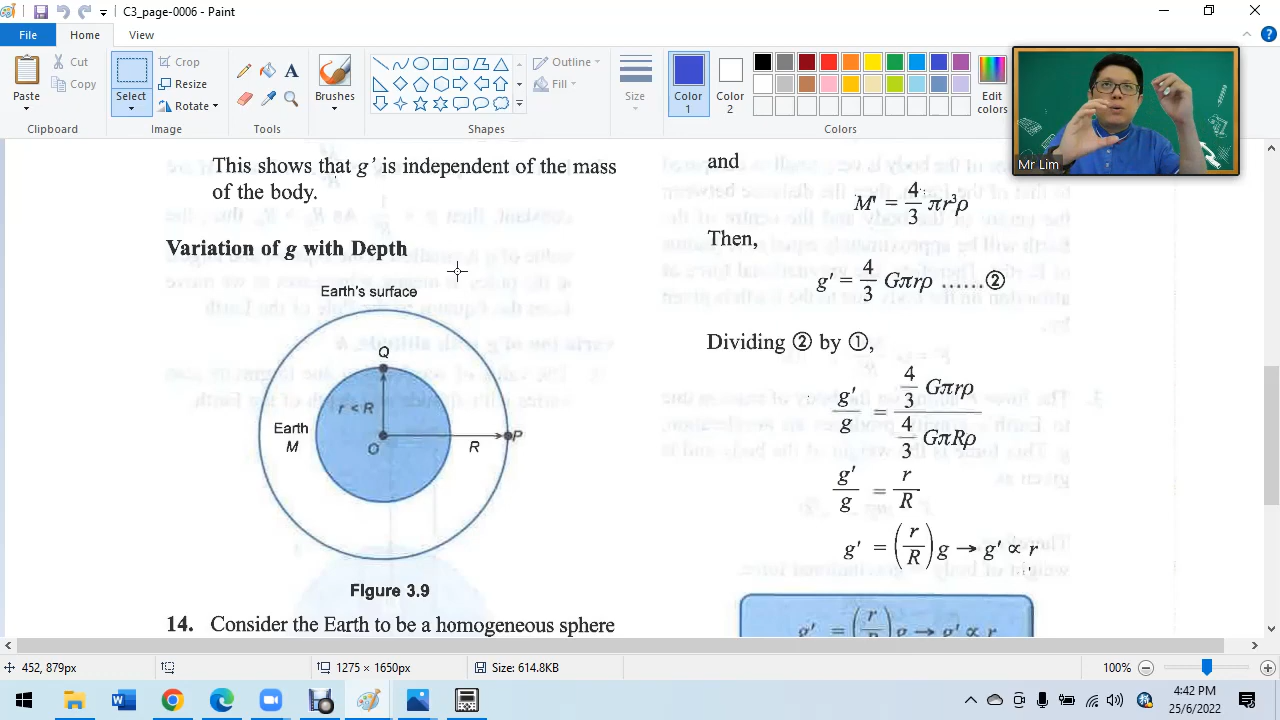 C3_page-0006 - Paint
File
Home
View
Paste
Cut
Copy
Clipboard
Select
Crop
Resize
Rotate
Image
Tools
Brushes
Shapes
Outline
Fill
Size
Color 1
Color 2
Edit colors
Colors
Mr Lim
This shows that g' is independent of the mass
of the body.
Variation of g with Depth
Earth's surface
Q
r < R
Earth
M
O
R
P
Figure 3.9
14. Consider the Earth to be a homogeneous sphere
and
M' = 4/3 πr³ρ
Then,
g' = 4/3 Gπrρ ......②
Dividing ② by ①,
g'/g = (4/3 Gπrρ)/(4/3 GπRρ)
g'/g = r/R
g' = (r/R) g → g' ∝ r
g' = (r/R) g → g' ∝ r
452, 879px
1275 × 1650px
Size: 614.8KB
100%
4:42 PM
25/6/2022